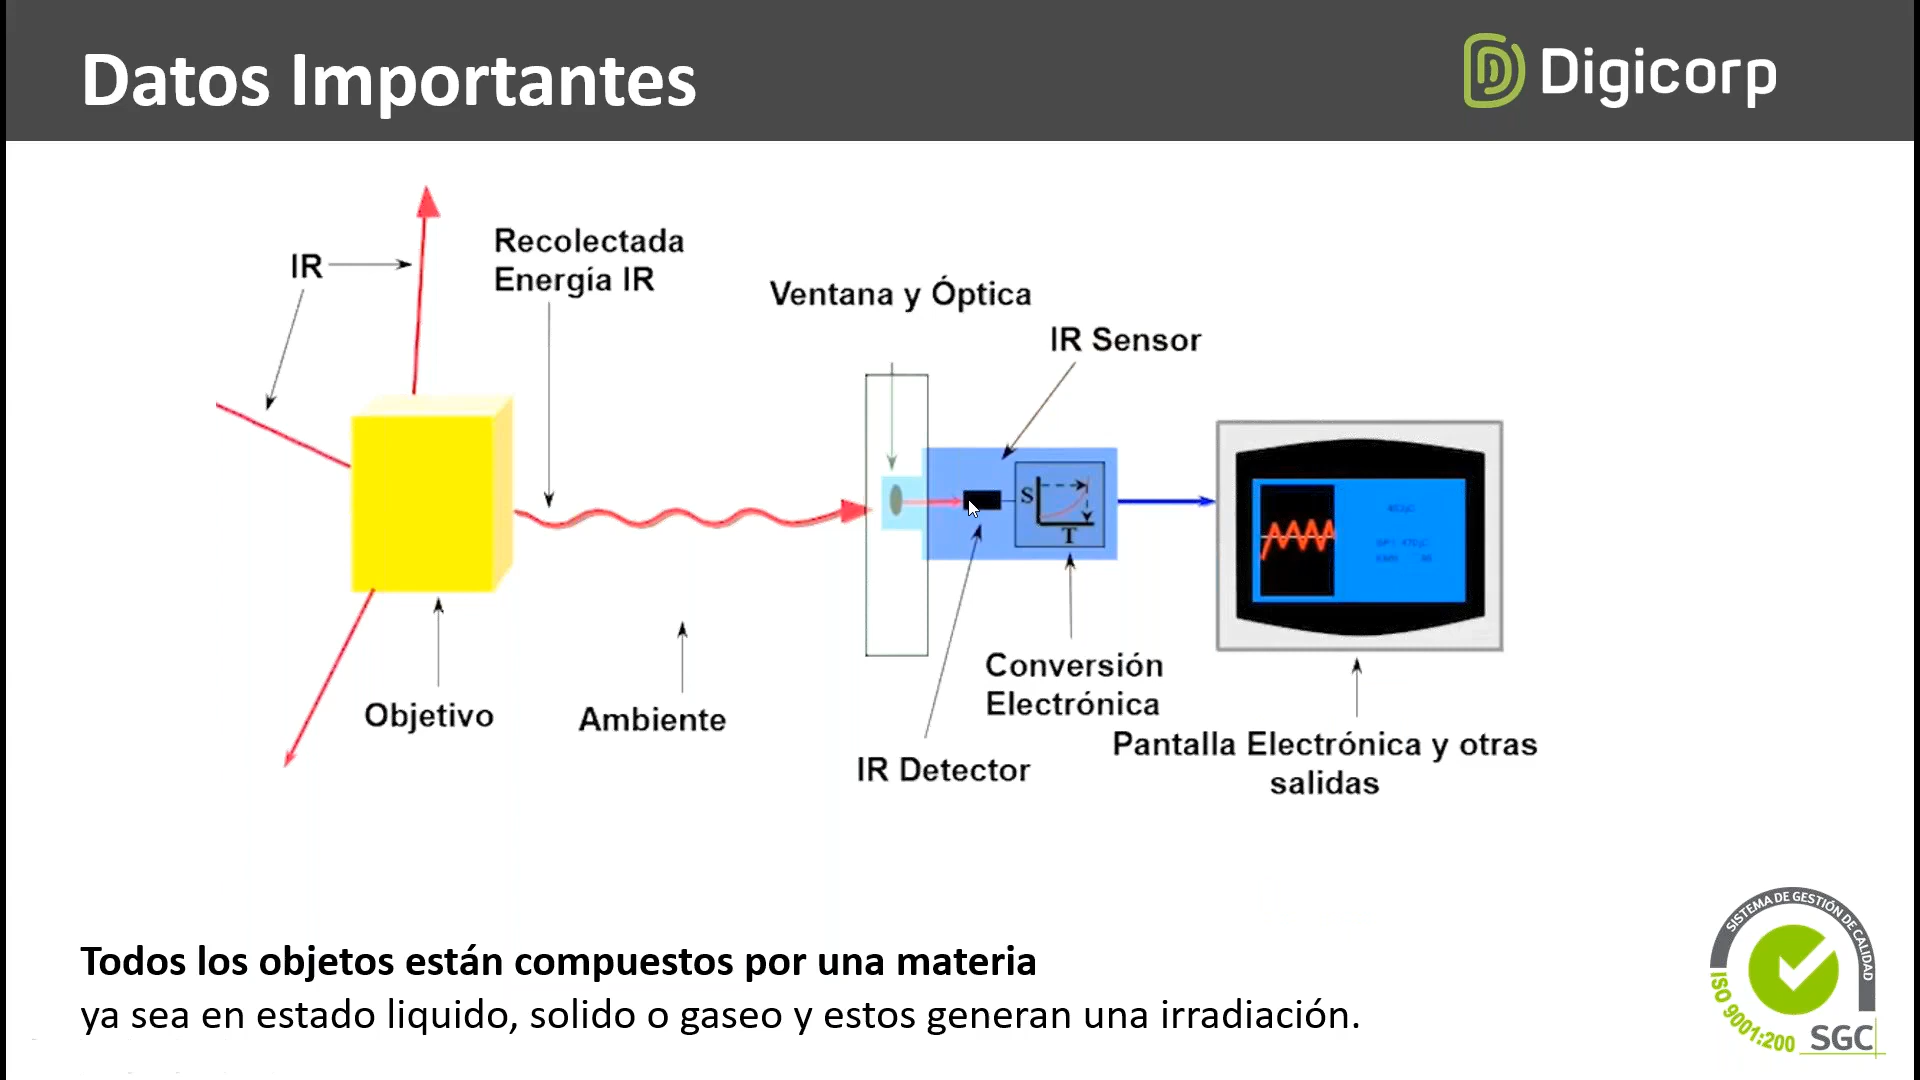 Datos Importantes
Digicorp
IR
Recolectada
Energía IR
Ventana y Óptica
IR Sensor
S
T
Objetivo
Ambiente
Conversión
Electrónica
IR Detector
Pantalla Electrónica y otras
salidas
Todos los objetos están compuestos por una materia
ya sea en estado liquido, solido o gaseo y estos generan una irradiación.
SISTEMA DE GESTIÓN DE CALIDAD
ISO 9001:200
SGC